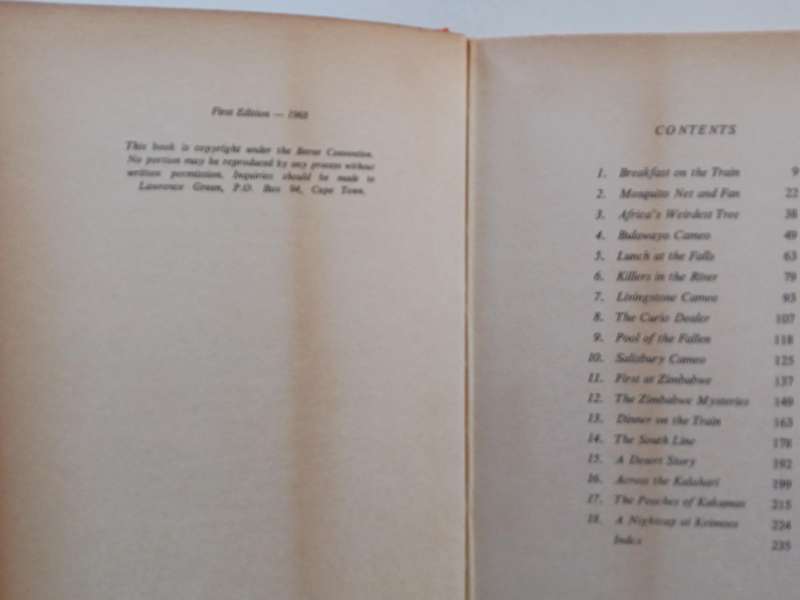 First Edition — 1963
This book is copyright under the Berne Convention.
No portion may be reproduced by any process without
written permission. Inquiries should be made to
Lawrence Green, P.O. Box 94, Cape Town.
CONTENTS
1. Breakfast on the Train 9
2. Mosquito Net and Fan 22
3. Africa's Weirdest Tree 38
4. Bulawayo Cameo 49
5. Lunch at the Falls 63
6. Killers in the River 79
7. Livingstone Cameo 93
8. The Curio Dealer 107
9. Pool of the Fallen 118
10. Salisbury Cameo 125
11. First at Zimbabwe 137
12. The Zimbabwe Mysteries 149
13. Dinner on the Train 163
14. The South Line 178
15. A Desert Story 192
16. Across the Kalahari 199
17. The Peaches of Kakamas 215
18. A Nightcap at Keimoes 224
Index 235